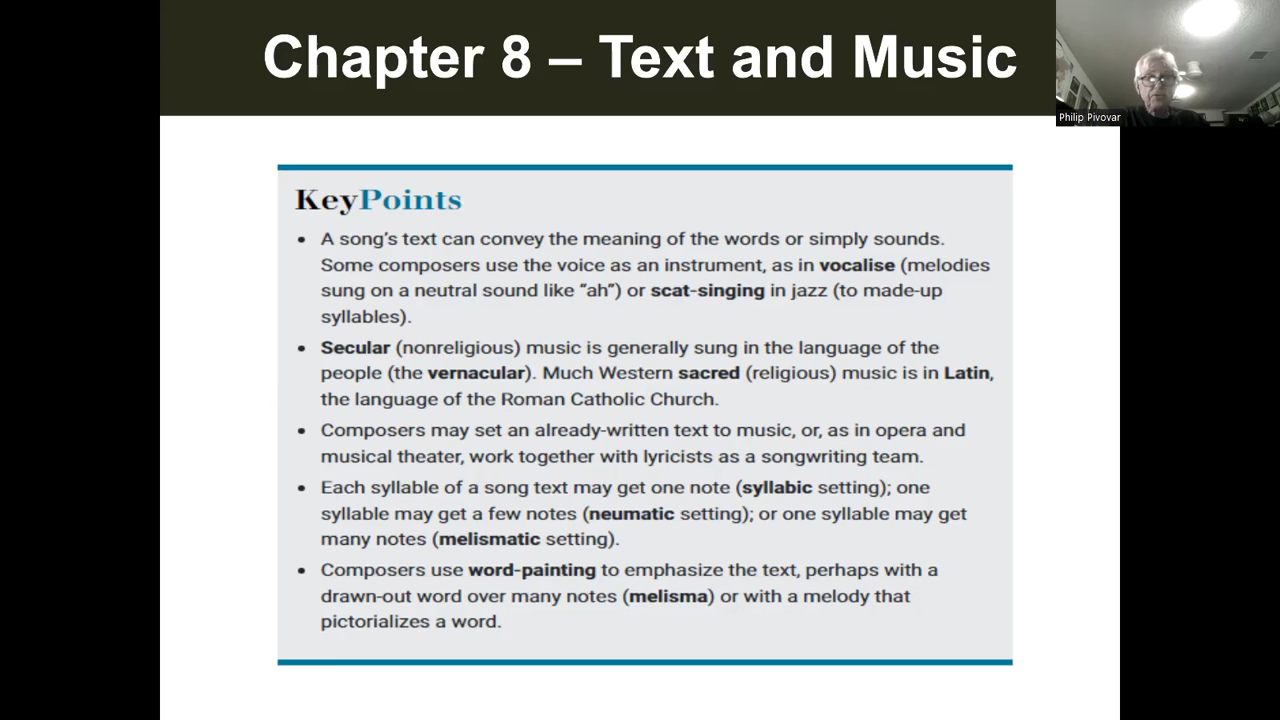 Chapter 8 – Text and Music
Philip Pivovar
KeyPoints
• A song's text can convey the meaning of the words or simply sounds.
Some composers use the voice as an instrument, as in vocalise (melodies
sung on a neutral sound like “ah”) or scat-singing in jazz (to made-up
syllables).
• Secular (nonreligious) music is generally sung in the language of the
people (the vernacular). Much Western sacred (religious) music is in Latin,
the language of the Roman Catholic Church.
• Composers may set an already-written text to music, or, as in opera and
musical theater, work together with lyricists as a songwriting team.
• Each syllable of a song text may get one note (syllabic setting); one
syllable may get a few notes (neumatic setting); or one syllable may get
many notes (melismatic setting).
• Composers use word-painting to emphasize the text, perhaps with a
drawn-out word over many notes (melisma) or with a melody that
pictorializes a word.